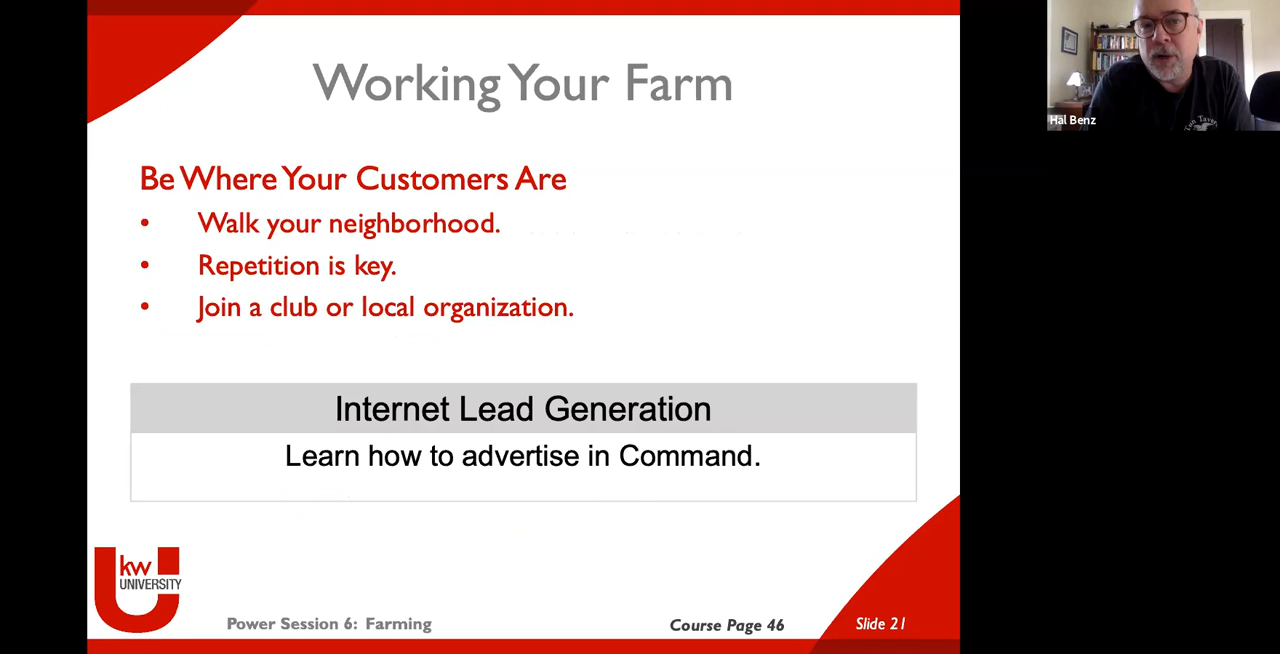 Working Your Farm
Be Where Your Customers Are
• Walk your neighborhood.
• Repetition is key.
• Join a club or local organization.
Internet Lead Generation
Learn how to advertise in Command.
kw
UNIVERSITY
Power Session 6: Farming
Course Page 46
Slide 21
Hal Benz